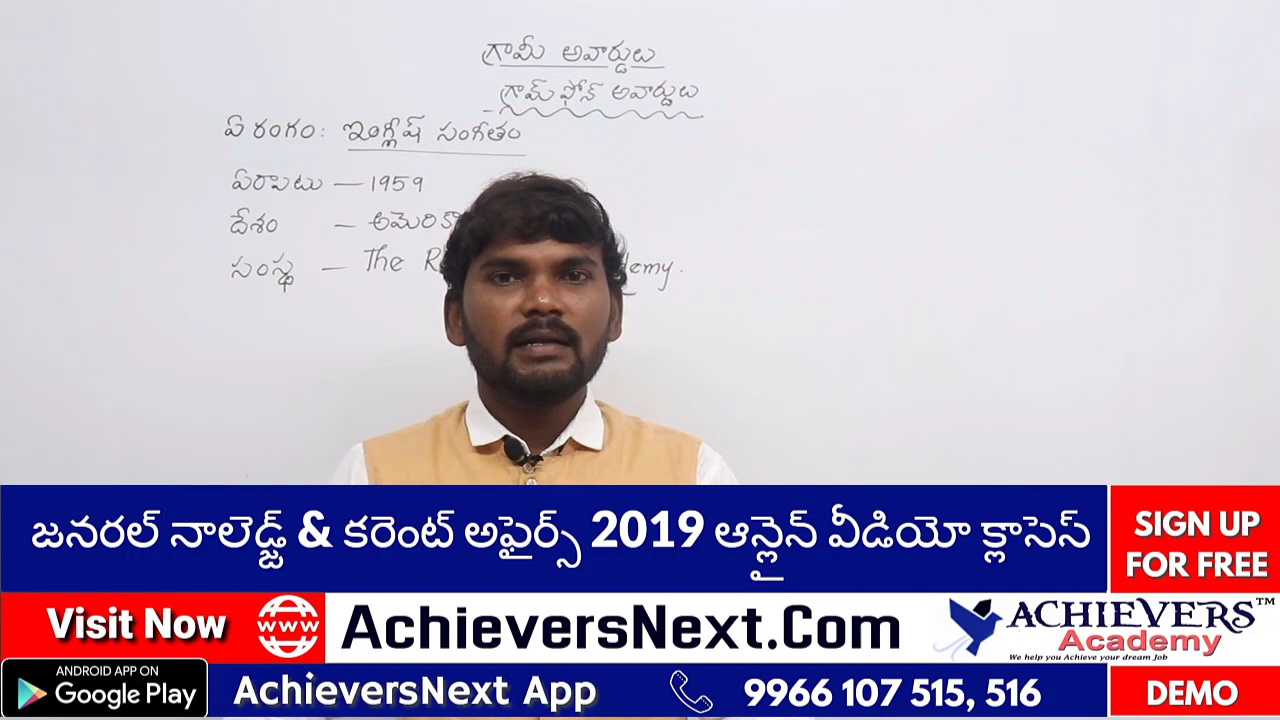 గ్రామీ అవార్డులు
గ్రామ్ ఫోన్ అవార్డులు
ఏ రంగం: ఇంగ్లీష్ సంగీతం
ఏరాపటు — 1959
దేశం —
సంస్థ — The
జనరల్ నాలెడ్జ్ & కరెంట్ అఫైర్స్ 2019 ఆన్లైన్ వీడియో క్లాసెస్
SIGN UP
FOR FREE
Visit Now
WWW
AchieversNext.Com
ACHIEVERS™
Academy
We help you Achieve your dream Job
ANDROID APP ON
Google Play
AchieversNext App
9966 107 515, 516
DEMO